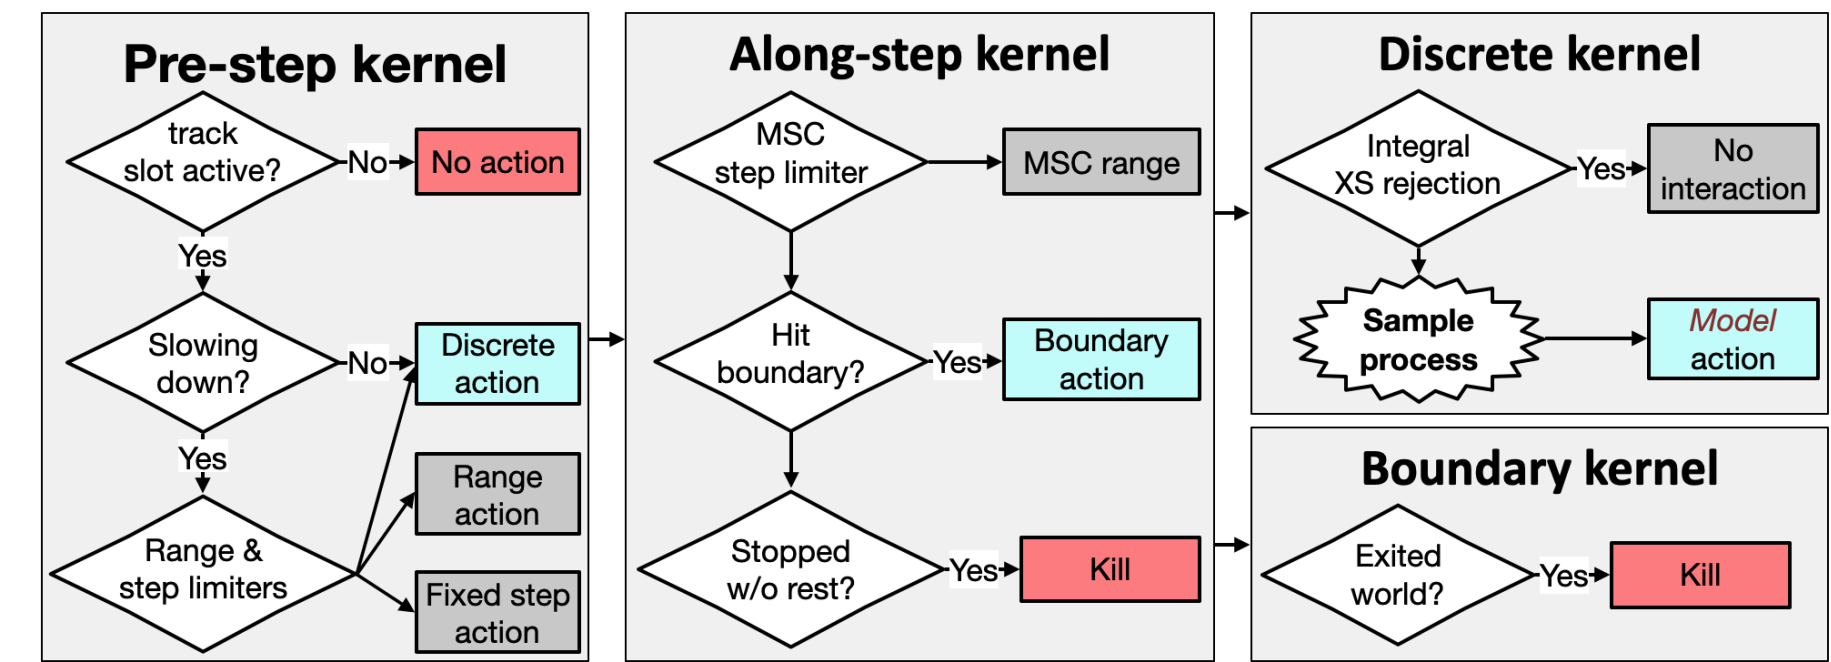 Pre-step kernel
track
slot active?
No
No action
Yes
Slowing
down?
No
Discrete
action
Yes
Range
action
Range &
step limiters
Fixed step
action
Along-step kernel
MSC
step limiter
MSC range
Hit
boundary?
Yes
Boundary
action
Stopped
w/o rest?
Yes
Kill
Discrete kernel
Integral
XS rejection
Yes
No
interaction
Sample
process
Model
action
Boundary kernel
Exited
world?
Yes
Kill